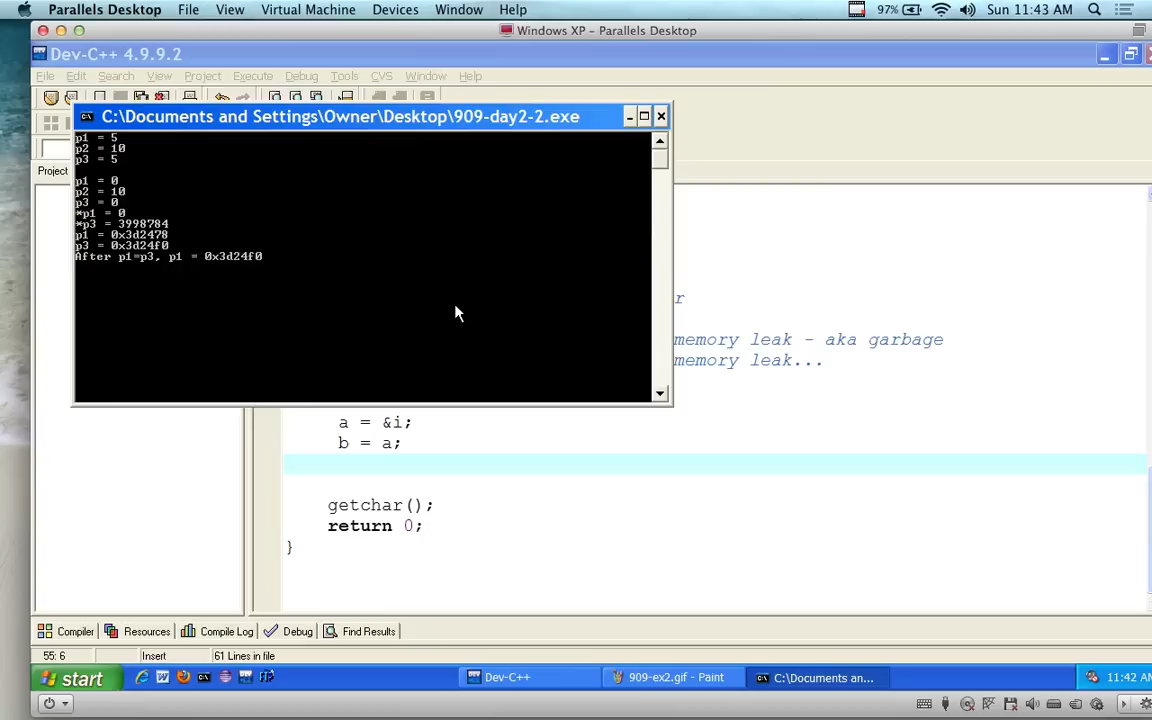 Parallels Desktop File View Virtual Machine Devices Window Help 97% Sun 11:43 AM
Windows XP - Parallels Desktop
Dev-C++ 4.9.9.2
File Edit Search View Project Execute Debug Tools CVS Window Help
C:\Documents and Settings\Owner\Desktop\909-day2-2.exe
p1 = 5
p2 = 10
p3 = 5
p1 = 0
p2 = 10
p3 = 0
*p1 = 0
*p3 = 3998784
p1 = 0x3d2478
p3 = 0x3d24f0
After p1=p3, p1 = 0x3d24f0
Project
r
memory leak - aka garbage
memory leak...
a = &i;
b = a;
getchar();
return 0;
}
Compiler Resources Compile Log Debug Find Results
55: 6 Insert 61 Lines in file
start Dev-C++ 909-ex2.gif - Paint C:\Documents an... 11:42 AM